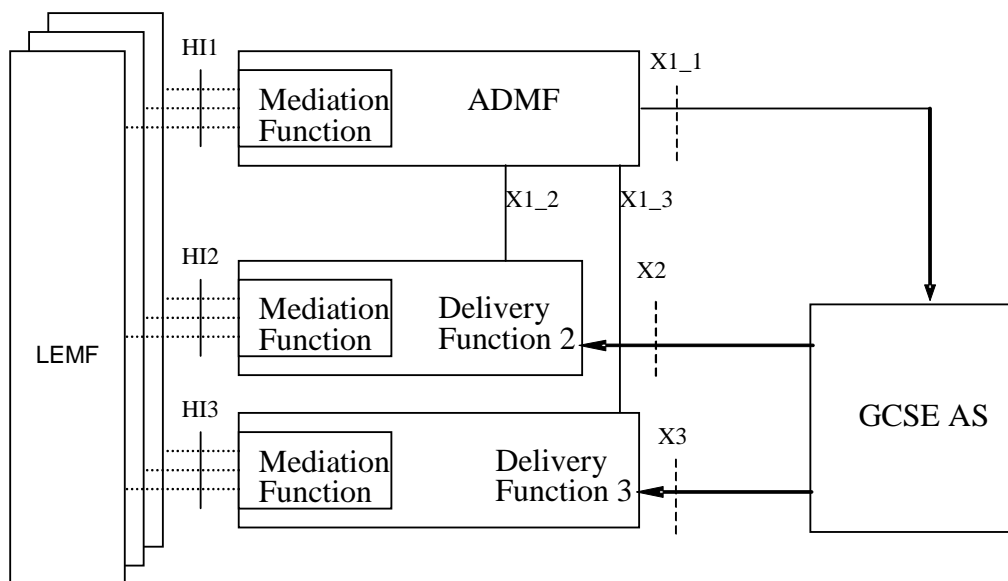 HI1
X1_1
Mediation
Function
ADMF
X1_2
X1_3
HI2
X2
Mediation
Function
Delivery
Function 2
LEMF
GCSE AS
HI3
X3
Mediation
Function
Delivery
Function 3